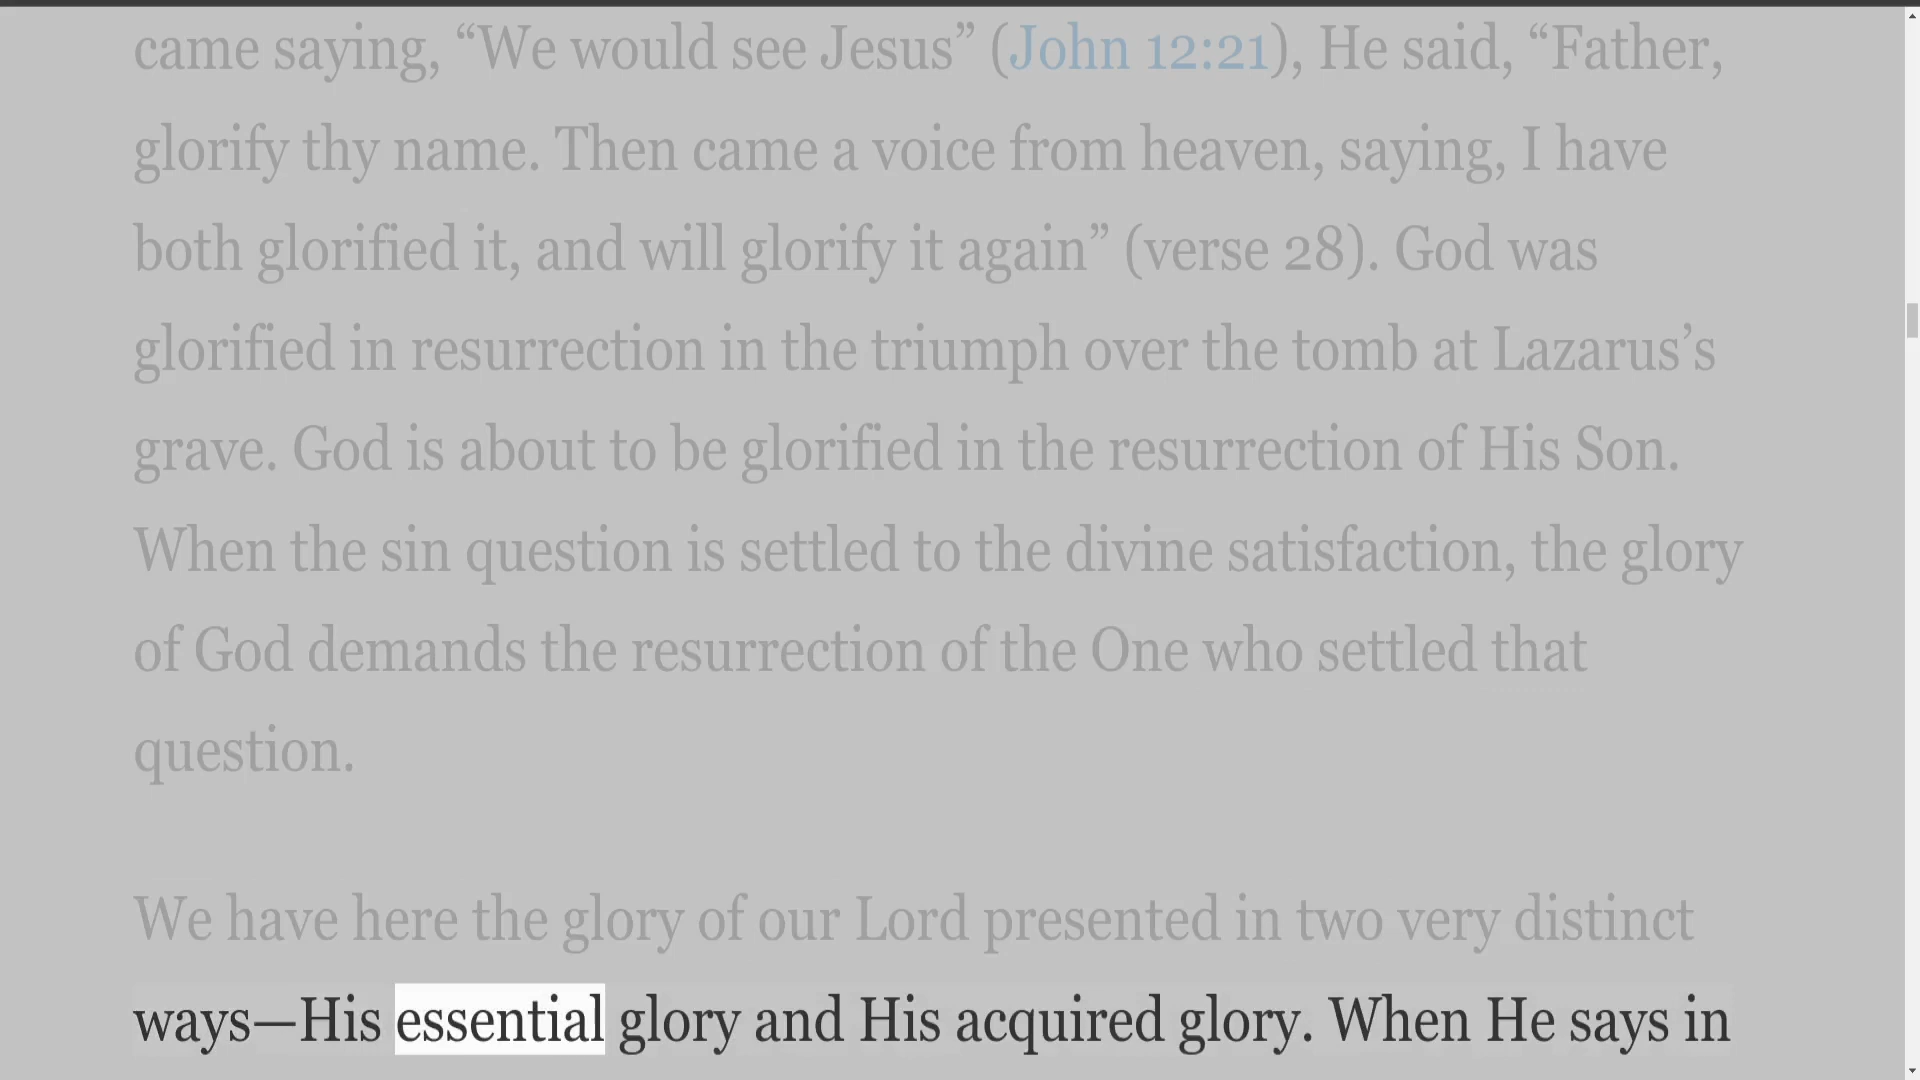 came saying, “We would see Jesus” (John 12:21), He said, “Father,
glorify thy name. Then came a voice from heaven, saying, I have
both glorified it, and will glorify it again” (verse 28). God was
glorified in resurrection in the triumph over the tomb at Lazarus’s
grave. God is about to be glorified in the resurrection of His Son.
When the sin question is settled to the divine satisfaction, the glory
of God demands the resurrection of the One who settled that
question.
We have here the glory of our Lord presented in two very distinct
ways—His essential glory and His acquired glory. When He says in